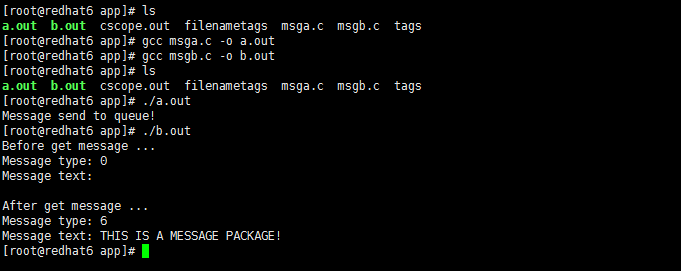 [root@redhat6 app]# ls
a.out  b.out  cscope.out  filenametags  msga.c  msgb.c  tags
[root@redhat6 app]# gcc msga.c -o a.out
[root@redhat6 app]# gcc msgb.c -o b.out
[root@redhat6 app]# ls
a.out  b.out  cscope.out  filenametags  msga.c  msgb.c  tags
[root@redhat6 app]# ./a.out
Message send to queue!
[root@redhat6 app]# ./b.out
Before get message ...
Message type: 0
Message text:
After get message ...
Message type: 6
Message text: THIS IS A MESSAGE PACKAGE!
[root@redhat6 app]#